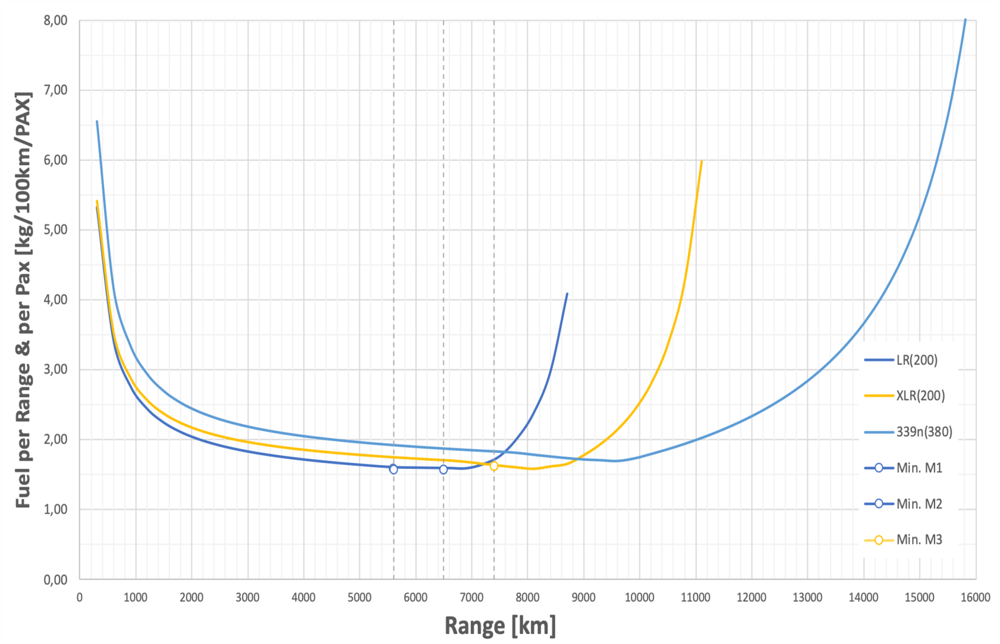 Fuel per Range & per Pax [kg/100km/PAX]
8,00
7,00
6,00
5,00
4,00
3,00
2,00
1,00
0,00
0 1000 2000 3000 4000 5000 6000 7000 8000 9000 10000 11000 12000 13000 14000 15000 16000
Range [km]
LR(200)
XLR(200)
339n(380)
Min. M1
Min. M2
Min. M3